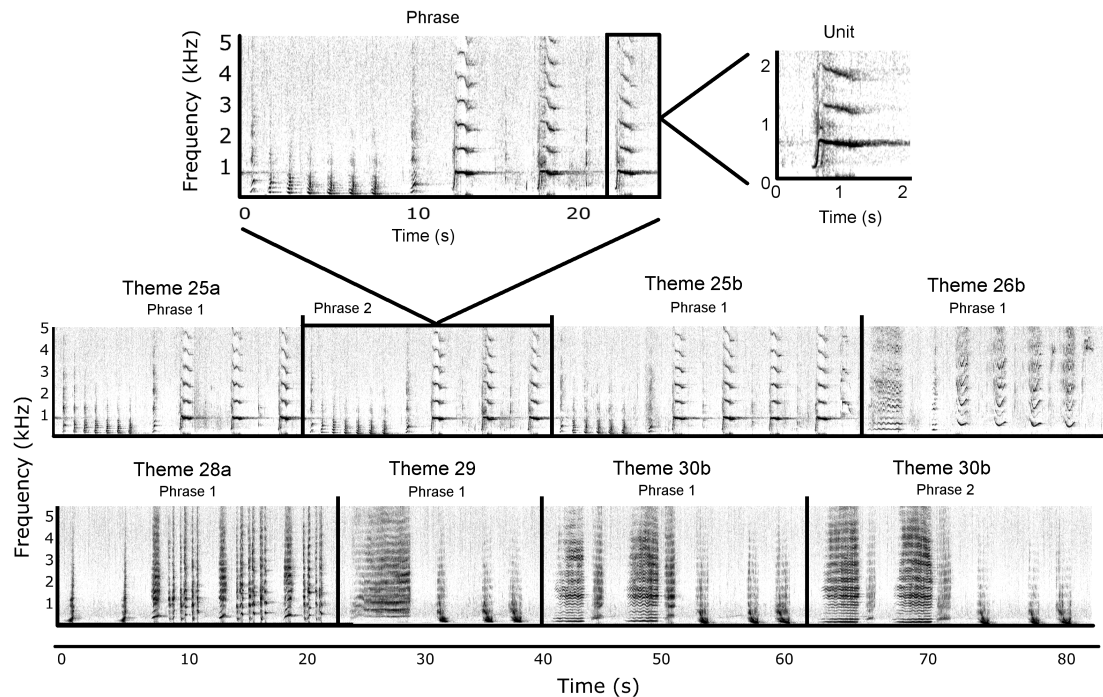 Phrase
Unit
Frequency (kHz)
5
4
3
2
1
0 10 20
Time (s)
2
1
0
0 1 2
Time (s)
Theme 25a Theme 25b Theme 26b
Phrase 1 Phrase 2 Phrase 1 Phrase 1
Frequency (kHz)
5
4
3
2
1
Theme 28a Theme 29 Theme 30b Theme 30b
Phrase 1 Phrase 1 Phrase 1 Phrase 2
5
4
3
2
1
0 10 20 30 40 50 60 70 80
Time (s)